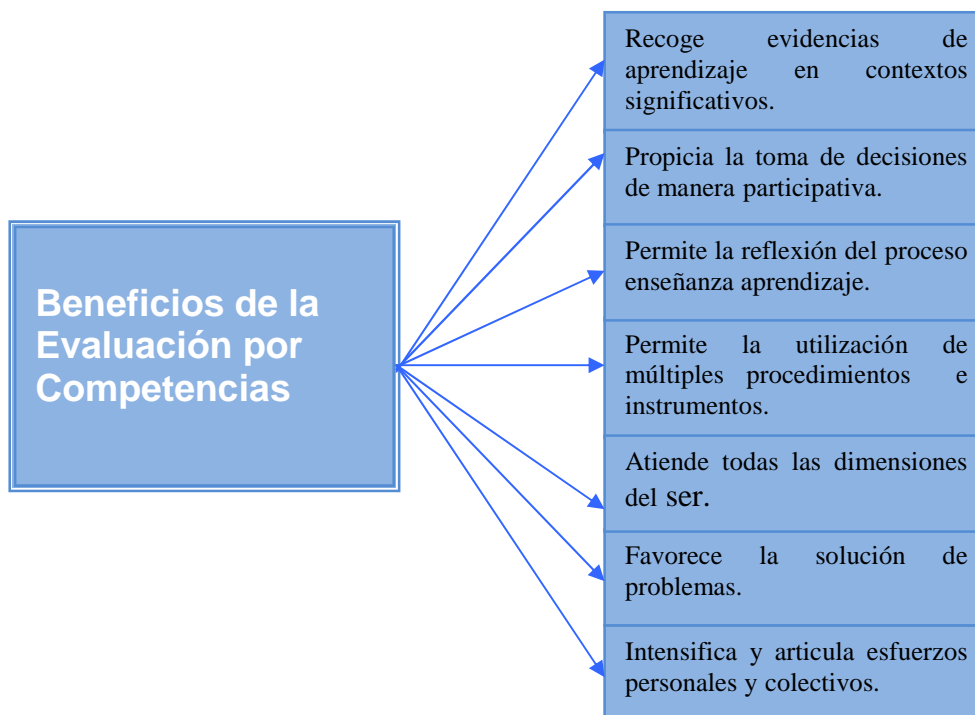 Beneficios de la
Evaluación por
Competencias
Recoge evidencias de
aprendizaje en contextos
significativos.
Propicia la toma de decisiones
de manera participativa.
Permite la reflexión del proceso
enseñanza aprendizaje.
Permite la utilización de
múltiples procedimientos e
instrumentos.
Atiende todas las dimensiones
del ser.
Favorece la solución de
problemas.
Intensifica y articula esfuerzos
personales y colectivos.